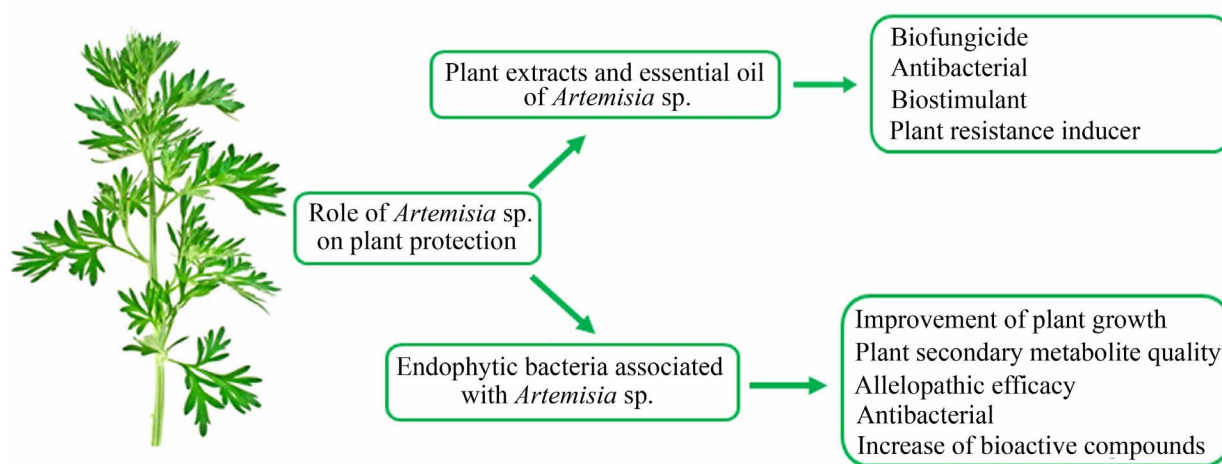 Plant extracts and essential oil
of Artemisia sp.
Biofungicide
Antibacterial
Biostimulant
Plant resistance inducer
Role of Artemisia sp.
on plant protection
Endophytic bacteria associated
with Artemisia sp.
Improvement of plant growth
Plant secondary metabolite quality
Allelopathic efficacy
Antibacterial
Increase of bioactive compounds